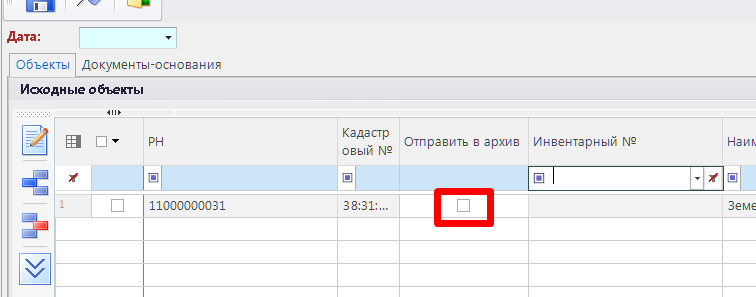 Дата:
Объекты Документы-основания
Исходные объекты
РН Кадастр
овый № Отправить в архив Инвентарный № Наим
1 11000000031 38:31:... Земе